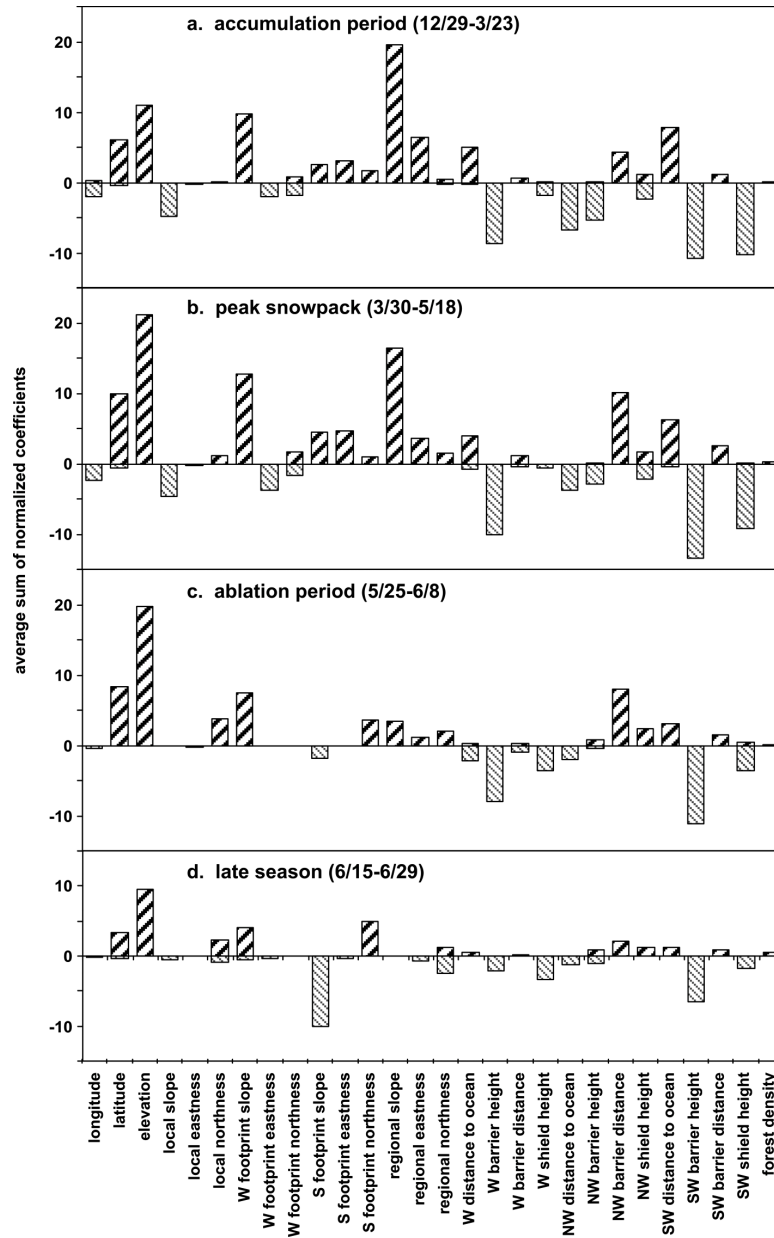 a. accumulation period (12/29-3/23)
20
10
0
-10
b. peak snowpack (3/30-5/18)
20
10
0
-10
average sum of normalized coefficients
c. ablation period (5/25-6/8)
20
10
0
-10
d. late season (6/15-6/29)
10
0
-10
longitude
latitude
elevation
local slope
local eastness
local northness
W footprint slope
W footprint eastness
W footprint northness
S footprint slope
S footprint eastness
S footprint northness
regional slope
regional eastness
regional northness
W distance to ocean
W barrier height
W barrier distance
W shield height
NW distance to ocean
NW barrier height
NW barrier distance
NW shield height
SW distance to ocean
SW barrier height
SW barrier distance
SW shield height
forest density